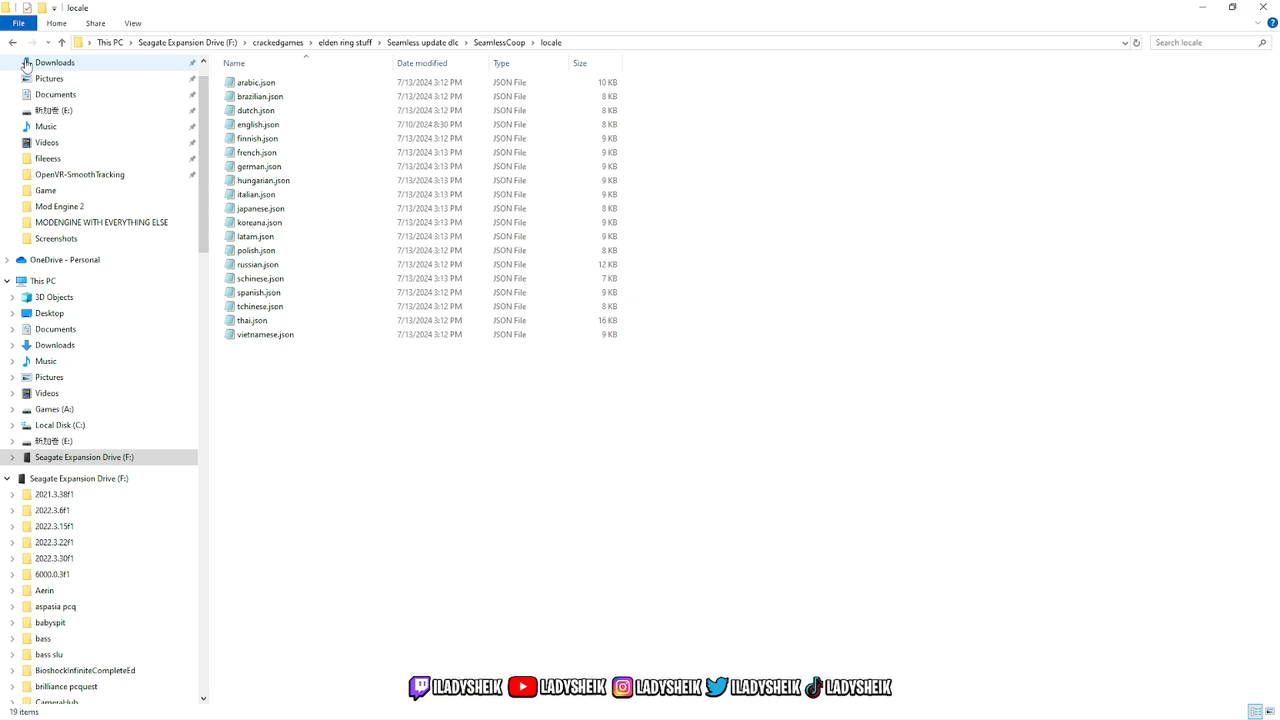 locale
File Home Share View
This PC Seagate Expansion Drive (F:) crackedgames elden ring stuff Seamless update dlc SeamlessCoop locale Search locale
Name Date modified Type Size
Downloads
Pictures
Documents
新加卷 (E:)
Music
Videos
fileeess
OpenVR-SmoothTracking
Game
Mod Engine 2
MODENGINE WITH EVERYTHING ELSE
Screenshots
OneDrive - Personal
This PC
3D Objects
Desktop
Documents
Downloads
Music
Pictures
Videos
Games (A:)
Local Disk (C:)
新加卷 (E:)
Seagate Expansion Drive (F:)
Seagate Expansion Drive (F:)
2021.3.38f1
2022.3.6f1
2022.3.15f1
2022.3.22f1
2022.3.30f1
6000.0.3f1
Aerin
aspasia pcq
babyspit
bass
bass slu
BioshockInfiniteCompleteEd
brilliance pcquest
CameraHub
arabic.json 7/13/2024 3:12 PM JSON File 10 KB
brazilian.json 7/13/2024 3:12 PM JSON File 8 KB
dutch.json 7/13/2024 3:12 PM JSON File 8 KB
english.json 7/10/2024 8:30 PM JSON File 8 KB
finnish.json 7/13/2024 3:12 PM JSON File 9 KB
french.json 7/13/2024 3:13 PM JSON File 9 KB
german.json 7/13/2024 3:13 PM JSON File 9 KB
hungarian.json 7/13/2024 3:13 PM JSON File 9 KB
italian.json 7/13/2024 3:12 PM JSON File 9 KB
japanese.json 7/13/2024 3:13 PM JSON File 8 KB
koreana.json 7/13/2024 3:13 PM JSON File 9 KB
latam.json 7/13/2024 3:13 PM JSON File 9 KB
polish.json 7/13/2024 3:12 PM JSON File 8 KB
russian.json 7/13/2024 3:12 PM JSON File 12 KB
schinese.json 7/13/2024 3:13 PM JSON File 7 KB
spanish.json 7/13/2024 3:12 PM JSON File 9 KB
tchinese.json 7/13/2024 3:12 PM JSON File 8 KB
thai.json 7/13/2024 3:12 PM JSON File 16 KB
vietnamese.json 7/13/2024 3:12 PM JSON File 9 KB
ILADYSHEIK LADYSHEIK LADYSHEIK ILADYSHEIK LADYSHEIK
19 items